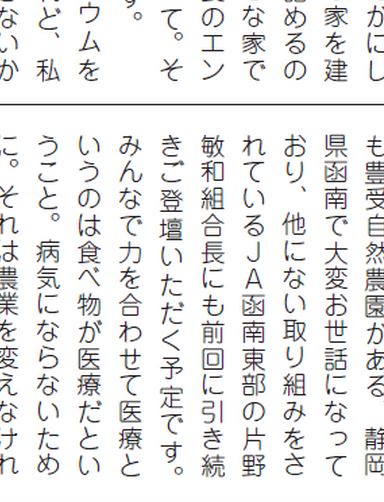 かにし
家を建
めるの
な家で
のエン
て。そ
す。
ウムを
ど、私
ないか
も豊受自然農園がある　静岡
県函南で大変お世話になって
おり、他にない取り組みをさ
れているＪＡ函南東部の片野
敏和組合長にも前回に引き続
きご登壇いただく予定です。
みんなで力を合わせて医療と
いうのは食べ物が医療だとい
うこと。病気にならないため
に。それは農業を変えなけれ